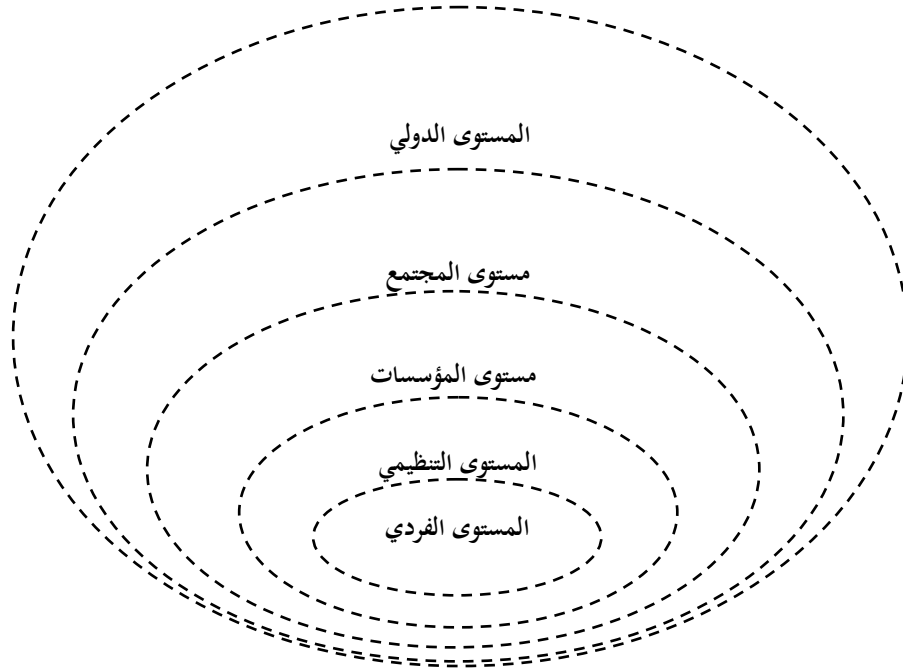 المستوى الدولي
مستوى المجتمع
مستوى المؤسسات
المستوى التنظيمي
المستوى الفردي